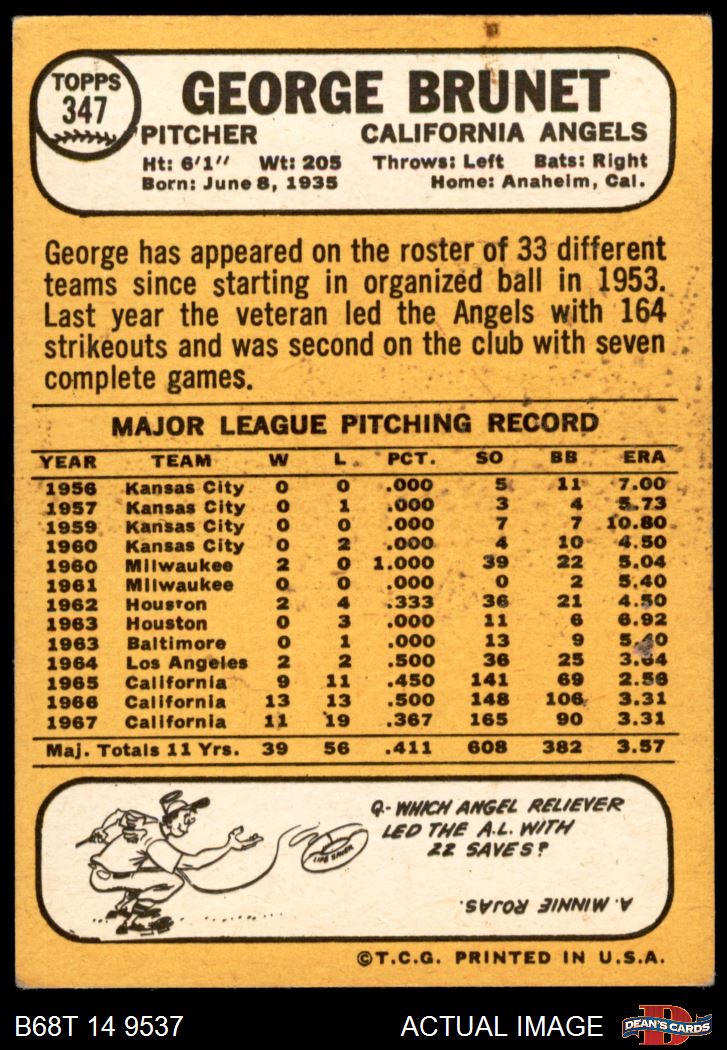 TOPPS
347
GEORGE BRUNET
PITCHER CALIFORNIA ANGELS
Ht: 6'1" Wt: 205 Throws: Left Bats: Right
Born: June 8, 1935 Home: Anaheim, Cal.
George has appeared on the roster of 33 different
teams since starting in organized ball in 1953.
Last year the veteran led the Angels with 164
strikeouts and was second on the club with seven
complete games.
MAJOR LEAGUE PITCHING RECORD
YEAR TEAM W L PCT. SO BB ERA
1956 Kansas City 0 0 .000 5 11 7.00
1957 Kansas City 0 1 .000 3 4 5.73
1959 Kansas City 0 0 .000 7 7 10.80
1960 Kansas City 0 2 .000 4 10 4.50
1960 Milwaukee 2 0 1.000 39 22 5.04
1961 Milwaukee 0 0 .000 0 2 5.40
1962 Houston 2 4 .333 36 21 4.50
1963 Houston 0 3 .000 11 6 6.92
1963 Baltimore 0 1 .000 13 9 5.40
1964 Los Angeles 2 2 .500 36 25 3.64
1965 California 9 11 .450 141 69 2.56
1966 California 13 13 .500 148 106 3.31
1967 California 11 19 .367 165 90 3.31
Maj. Totals 11 Yrs. 39 56 .411 608 382 3.57
Q- WHICH ANGEL RELIEVER
LED THE A.L. WITH
22 SAVES?
LIFE SAVER
A. MINNIE ROJAS.
©T.C.G. PRINTED IN U.S.A.
B68T 14 9537 ACTUAL IMAGE
D
DEAN'S CARDS